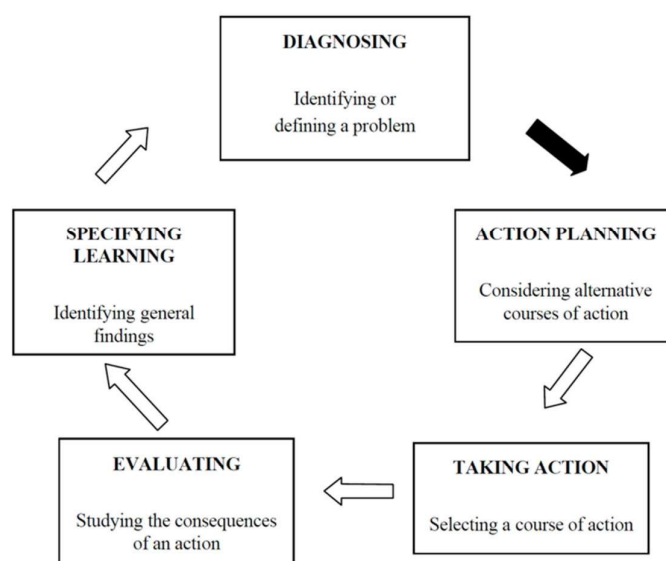 DIAGNOSING
Identifying or
defining a problem
ACTION PLANNING
Considering alternative
courses of action
TAKING ACTION
Selecting a course of action
EVALUATING
Studying the consequences
of an action
SPECIFYING
LEARNING
Identifying general
findings